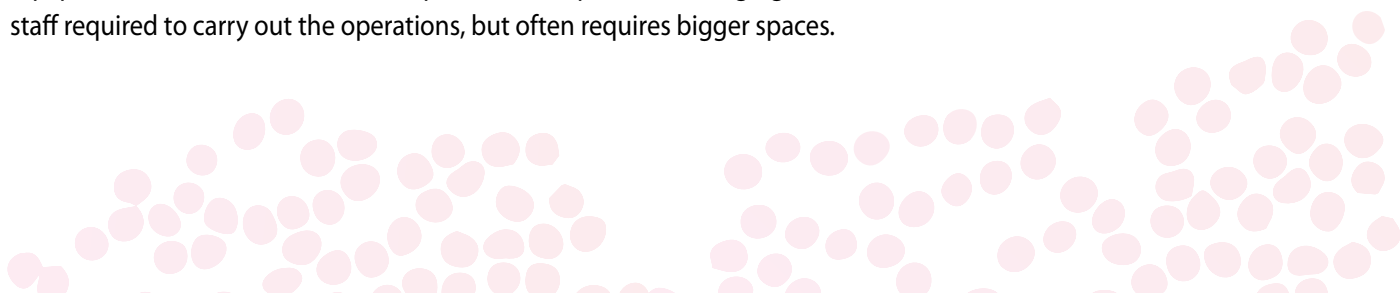 staff required to carry out the operations, but often requires bigger spaces.